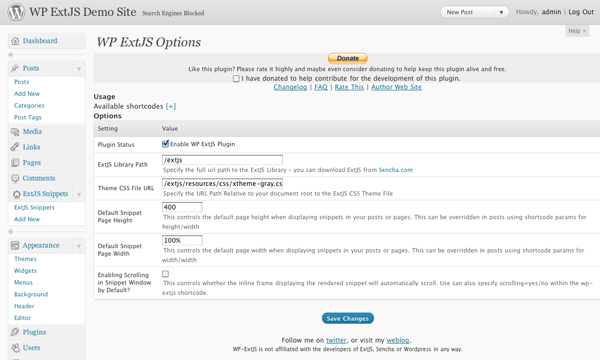 WP ExtJS Demo Site
Search Engines Blocked
New Post
Howdy, admin | Log Out
Help
Dashboard
Posts
Posts
Add New
Categories
Post Tags
Media
Links
Pages
Comments
ExtJS Snippets
ExtJS Snippets
Add New
Appearance
Themes
Widgets
Menus
Background
Header
Editor
Plugins
Users
WP ExtJS Options
Donate
Like this plugin? Please rate it highly and maybe even consider donating to help keep this plugin alive and free.
I have donated to help contribute for the development of this plugin.
Changelog | FAQ | Rate This | Author Web Site
Usage
Available shortcodes [+]
Options
Setting Value
Plugin Status Enable WP ExtJS Plugin
ExtJS Library Path /extjs
Specify the full url path to the ExtJS Library - you can download ExtJS from Sencha.com
Theme CSS File URL /extjs/resources/css/xtheme-gray.cs
Specify the URL Path Relative to your document root to the ExtJS CSS Theme File
Default Snippet Page Height 400
This controls the default page height when displaying snippets in your posts or pages. This can be overridden in posts using shortcode params for
height/width
Default Snippet Page Width 100%
This controls the default page width when displaying snippets in your posts or pages. This can be overridden in posts using shortcode params for
width/width
Enabling Scrolling in Snippet Window by Default?
This controls whether the inline frame displaying the rendered snippet will automatically scroll. Use can also specify scrolling=yes/no within the wp-
extjs shortcode.
Save Changes
Follow me on twitter, or visit my weblog.
WP-ExtJS is not affiliated with the developers of ExtJS, Sencha or Wordpress in any way.